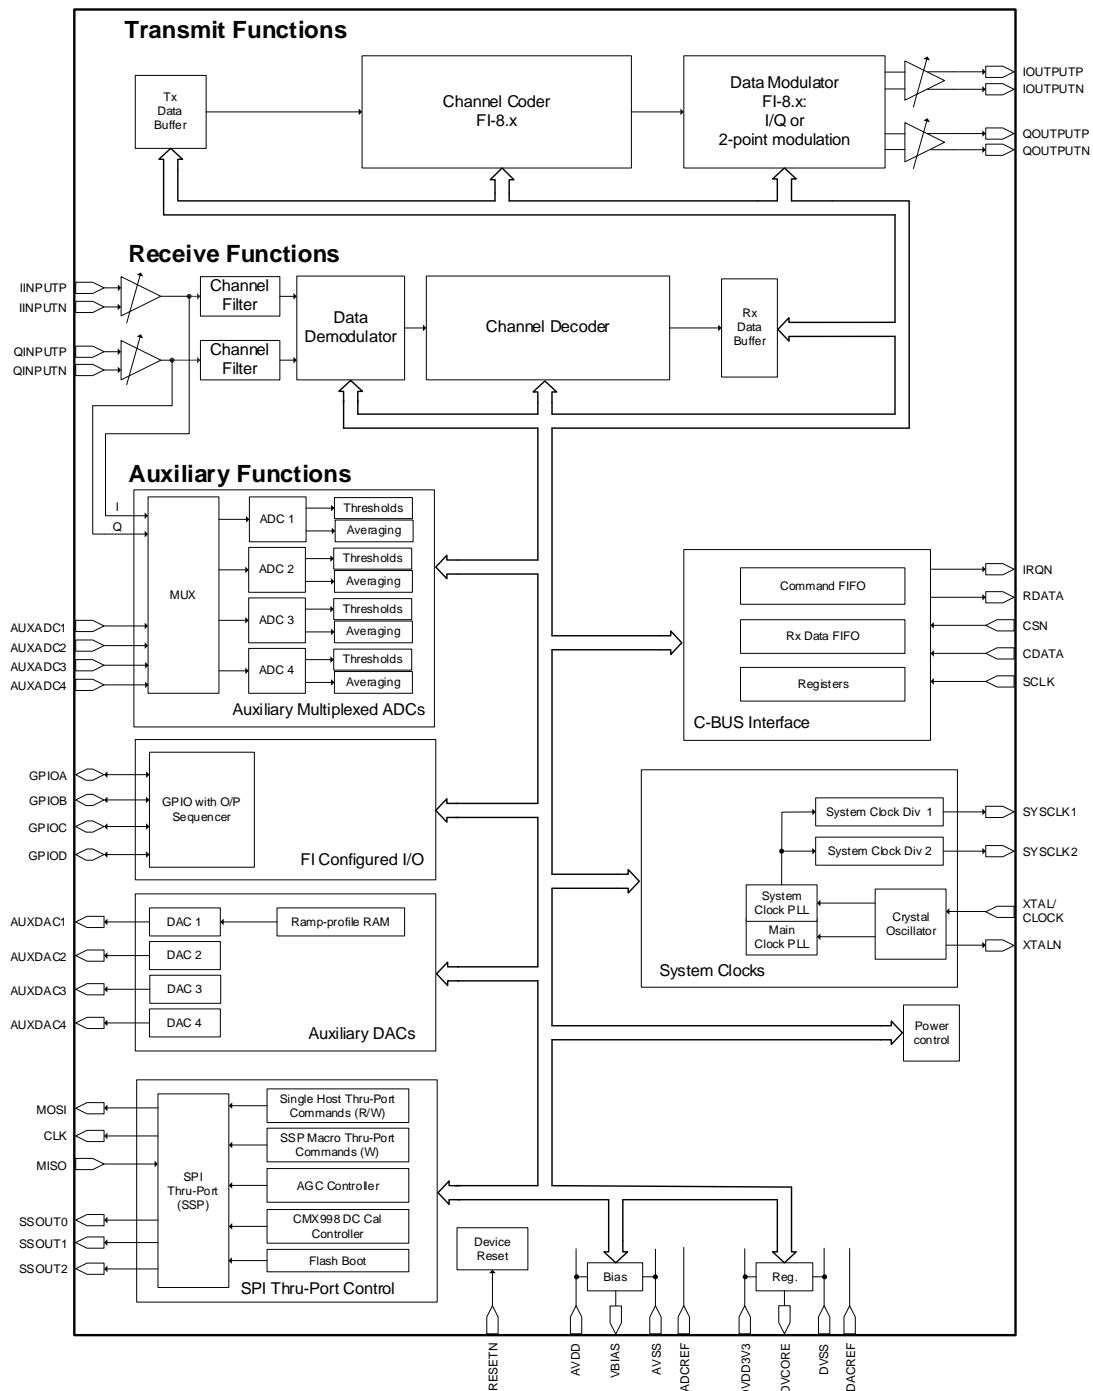 Transmit Functions
Tx
Data
Buffer
Channel Coder
FI-8.x
Data Modulator
FI-8.x:
I/Q or
2-point modulation
IOUTPUTP
IOUTPUTN
QOUTPUTP
QOUTPUTN
Receive Functions
IINPUTP
IINPUTN
QINPUTP
QINPUTN
Channel
Filter
Channel
Filter
Data
Demodulator
Channel Decoder
Rx
Data
Buffer
Auxiliary Functions
I
Q
MUX
ADC 1
Thresholds
Averaging
ADC 2
Thresholds
Averaging
ADC 3
Thresholds
Averaging
ADC 4
Thresholds
Averaging
AUXADC1
AUXADC2
AUXADC3
AUXADC4
Auxiliary Multiplexed ADCs
Command FIFO
Rx Data FIFO
Registers
C-BUS Interface
IRQN
RDATA
CSN
CDATA
SCLK
GPIOA
GPIOB
GPIOC
GPIOD
GPIO with O/P
Sequencer
FI Configured I/O
System Clock Div 1
System Clock Div 2
System
Clock PLL
Main
Clock PLL
Crystal
Oscillator
System Clocks
SYSCLK1
SYSCLK2
XTAL/
CLOCK
XTALN
AUXDAC1
AUXDAC2
AUXDAC3
AUXDAC4
DAC 1
Ramp-profile RAM
DAC 2
DAC 3
DAC 4
Auxiliary DACs
Power
control
MOSI
CLK
MISO
SSOUT0
SSOUT1
SSOUT2
SPI
Thru-Port
(SSP)
Single Host Thru-Port
Commands (R/W)
SSP Macro Thru-Port
Commands (W)
AGC Controller
CMX998 DC Cal
Controller
Flash Boot
SPI Thru-Port Control
Device
Reset
Bias
Reg.
RESETN
AVDD
VBIAS
AVSS
ADCREF
DVDD3V3
DVCORE
DVSS
DACREF